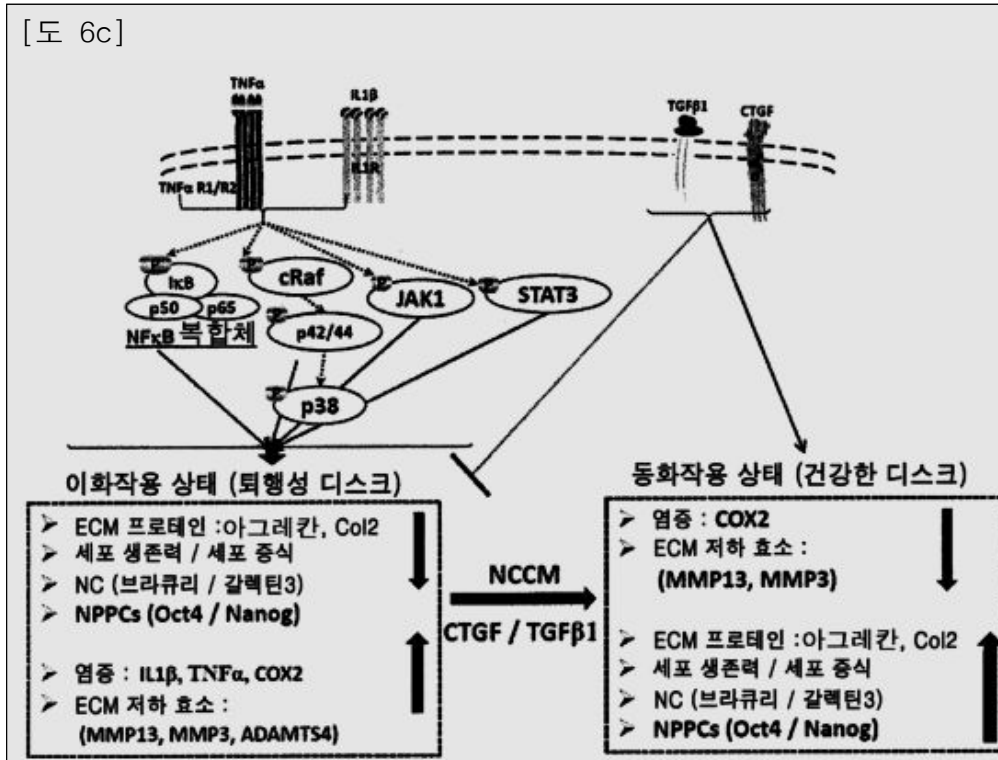 [도 6c]
TNFα
IL1β
TGFβ1
CTGF
IL1R
TNFα R1/R2
P
IκB
p50
p65
NFκB 복합체
P
cRaf
P
p42/44
P
p38
P
JAK1
P
STAT3
이화작용 상태 (퇴행성 디스크)
➢ ECM 프로테인 :아그레칸, Col2
➢ 세포 생존력 / 세포 증식
➢ NC (브라큐리 / 갈렉틴3)
➢ NPPCs (Oct4 / Nanog)
➢ 염증 : IL1β, TNFα, COX2
➢ ECM 저하 효소 :
(MMP13, MMP3, ADAMTS4)
NCCM
CTGF / TGFβ1
동화작용 상태 (건강한 디스크)
➢ 염증 : COX2
➢ ECM 저하 효소 :
(MMP13, MMP3)
➢ ECM 프로테인 :아그레칸, Col2
➢ 세포 생존력 / 세포 증식
➢ NC (브라큐리 / 갈렉틴3)
➢ NPPCs (Oct4 / Nanog)